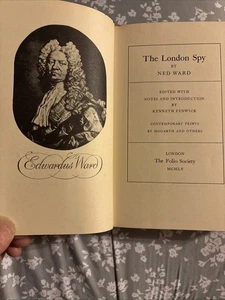 Edwardus Ward
The London Spy
BY
NED WARD
EDITED WITH
NOTES AND INTRODUCTION
BY
KENNETH FENWICK
CONTEMPORARY PRINTS
BY HOGARTH AND OTHERS
LONDON
The Folio Society
MCMLV